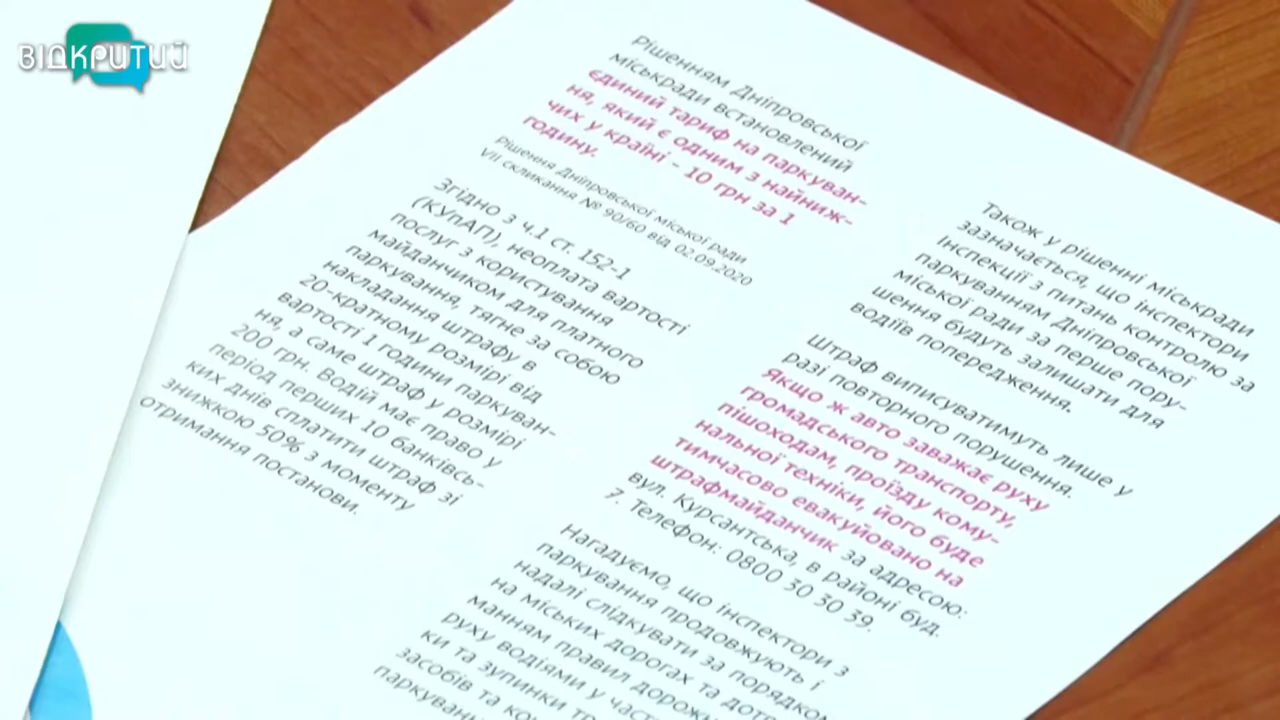 ВІДКРИТИЙ
Рішенням Дніпровської
міськради встановлений
єдиний тариф на паркуван-
ня, який є одним з найниж-
чих у країні – 10 грн за 1
годину.
Рішення Дніпровської міської ради
VII скликання № 90/60 від 02.09.2020
Згідно з ч.1 ст. 152-1
(КУпАП), неоплата вартості
послуг з користування
майданчиком для платного
паркування, тягне за собою
накладання штрафу в
20-кратному розмірі від
вартості 1 години паркуван-
ня, а саме штраф у розмірі
200 грн. Водій має право у
період перших 10 банківсь-
ких днів сплатити штраф зі
знижкою 50% з моменту
отримання постанови.
Також у рішенні міськради
зазначається, що інспектори
Інспекції з питань контролю за
паркуванням Дніпровської
міської ради за перше пору-
шення будуть залишати для
водіїв попередження.
Штраф виписуватимуть лише у
разі повторного порушення.
Якщо ж авто заважає руху
громадського транспорту,
пішоходам, проїзду кому-
нальної техніки, його буде
тимчасово евакуйовано на
штрафмайданчик за адресою:
вул. Курсантська, в районі буд.
7. Телефон: 0800 30 30 39.
Нагадуємо, що інспектори з
паркування продовжують і
надалі слідкувати за порядком
на міських дорогах та
манням правил
руху водіями у
ки та зупинки
засобів та